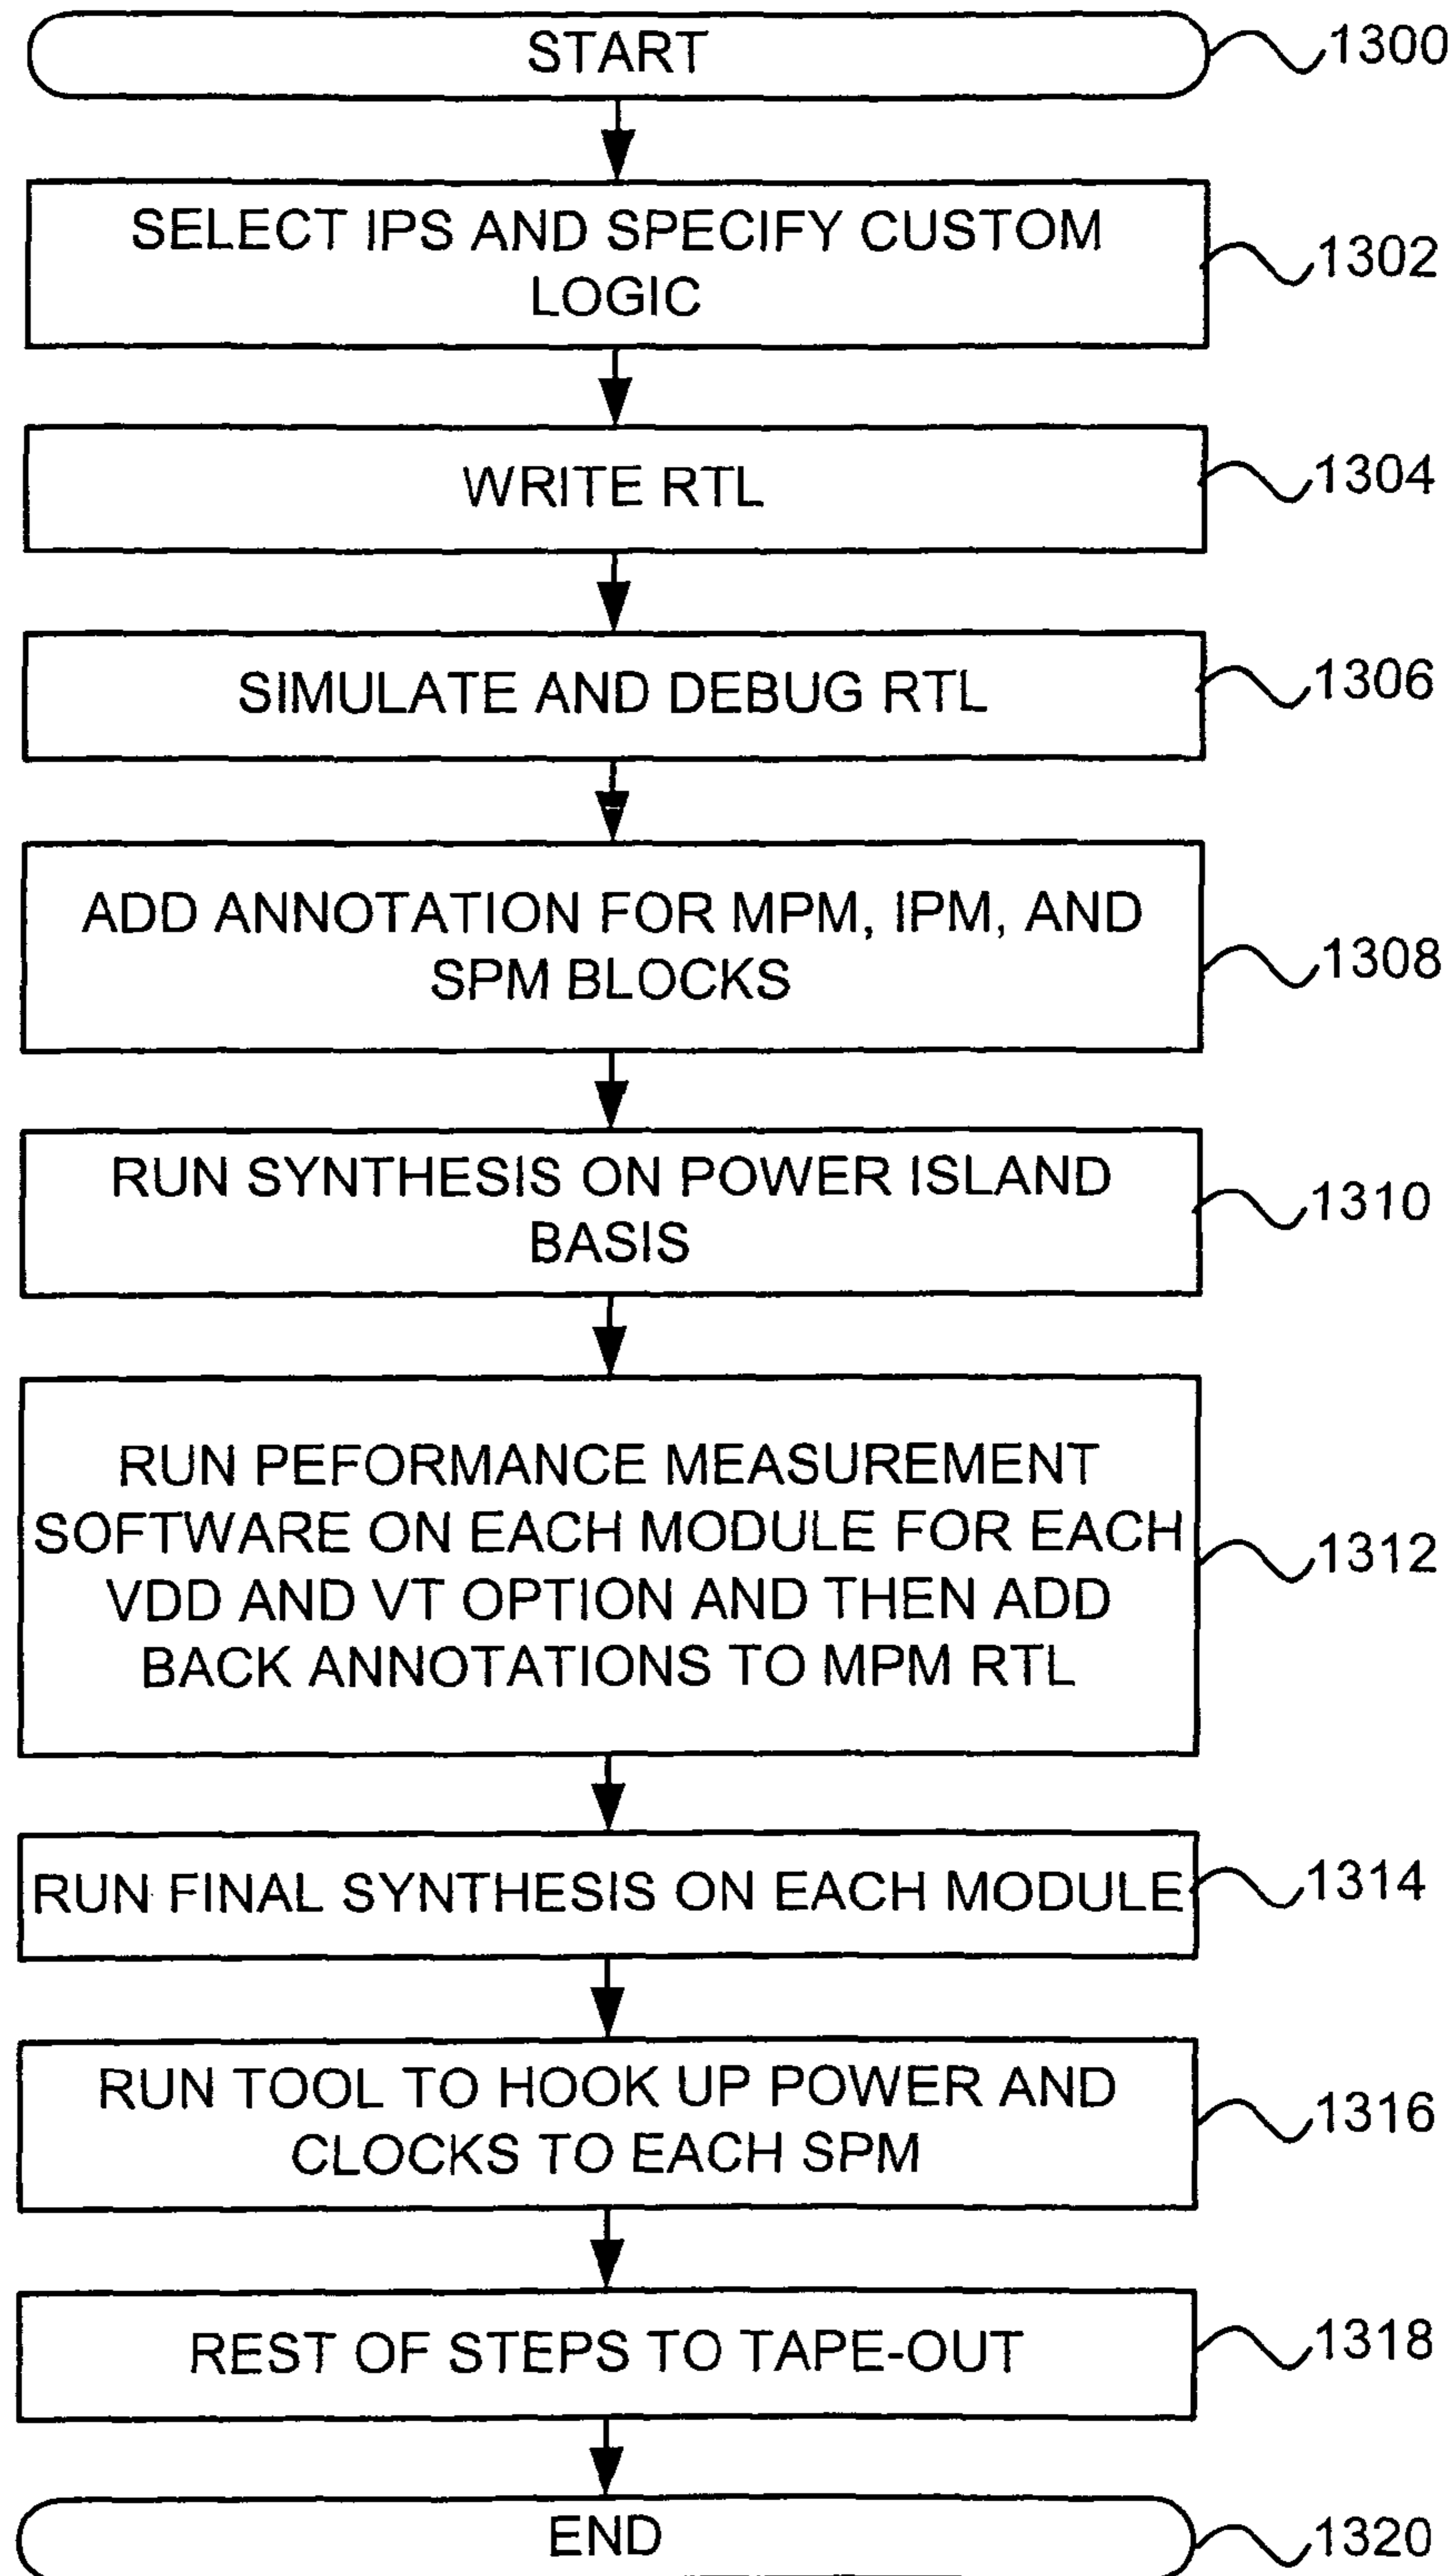 START
1300
SELECT IPS AND SPECIFY CUSTOM
LOGIC
1302
WRITE RTL
1304
SIMULATE AND DEBUG RTL
1306
ADD ANNOTATION FOR MPM, IPM, AND
SPM BLOCKS
1308
RUN SYNTHESIS ON POWER ISLAND
BASIS
1310
RUN PEFORMANCE MEASUREMENT
SOFTWARE ON EACH MODULE FOR EACH
VDD AND VT OPTION AND THEN ADD
BACK ANNOTATIONS TO MPM RTL
1312
RUN FINAL SYNTHESIS ON EACH MODULE
1314
RUN TOOL TO HOOK UP POWER AND
CLOCKS TO EACH SPM
1316
REST OF STEPS TO TAPE-OUT
1318
END
1320